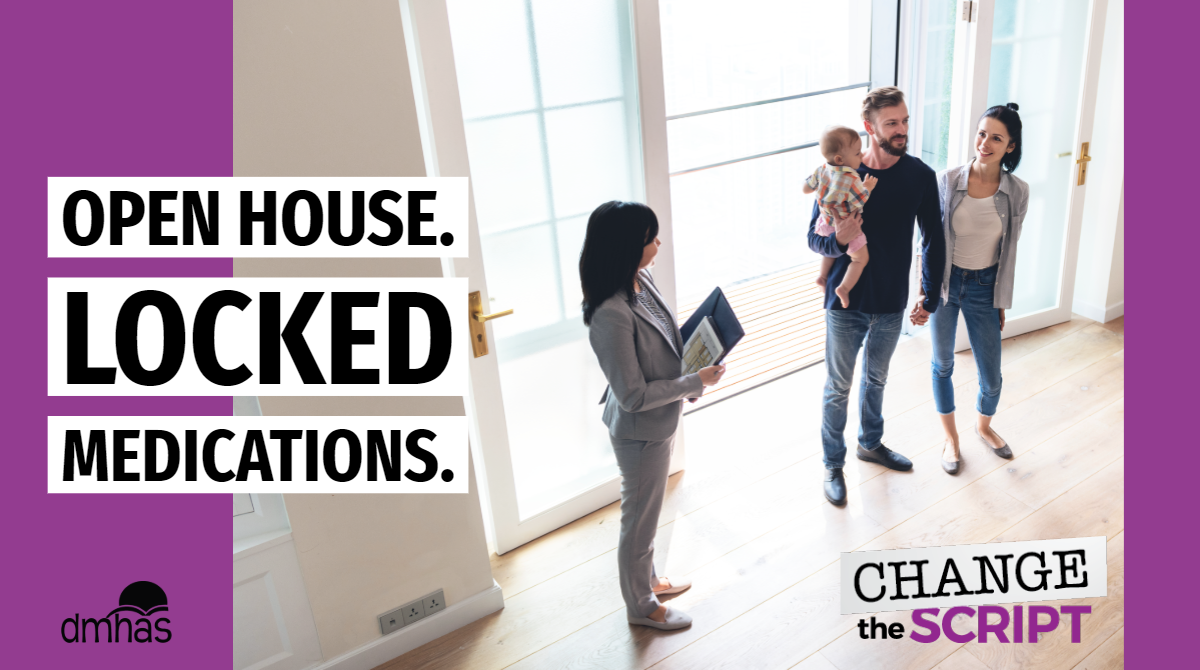 OPEN HOUSE.
LOCKED
MEDICATIONS.
dmhas
CHANGE
the SCRIPT